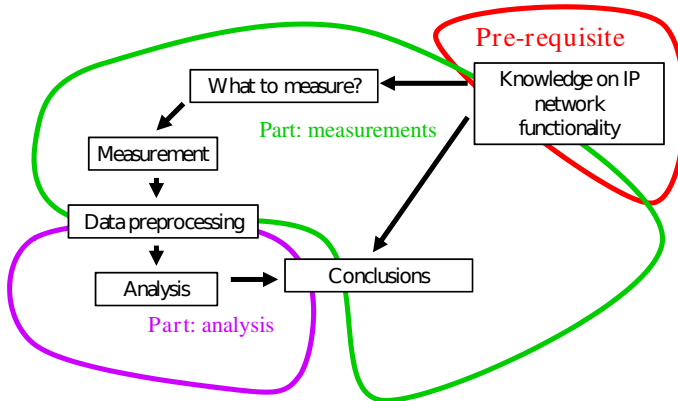 Pre-requisite
What to measure?
Knowledge on IP
network
functionality
Part: measurements
Measurement
Data preprocessing
Analysis
Conclusions
Part: analysis